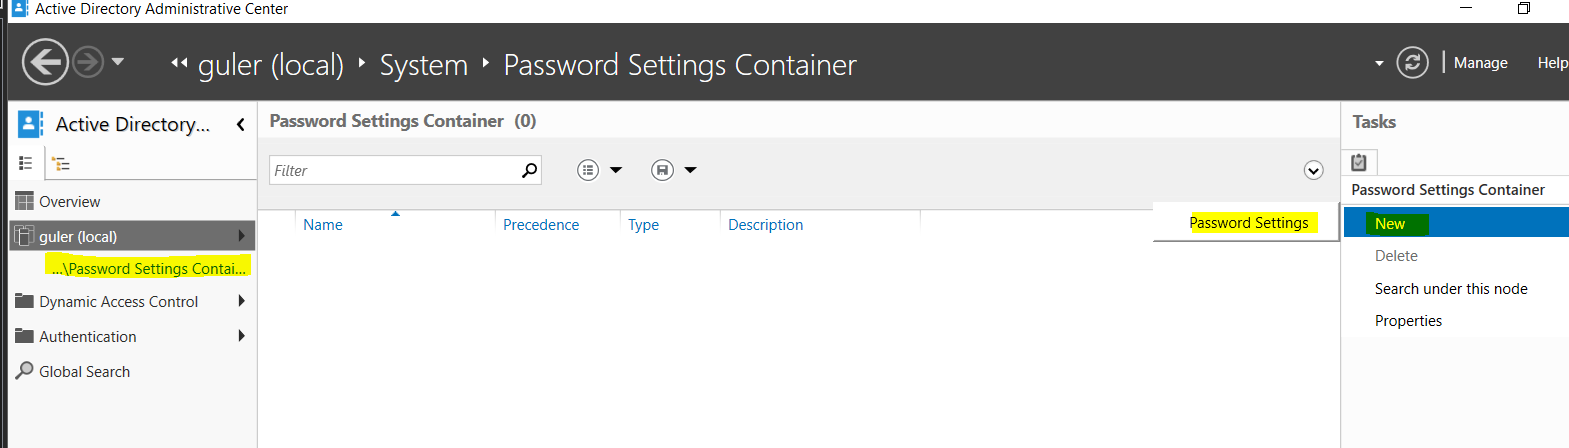 Active Directory Administrative Center
guler (local) System Password Settings Container
Manage Help
Active Directory...
Password Settings Container (0)
Tasks
Filter
Overview
guler (local)
...\Password Settings Contai...
Dynamic Access Control
Authentication
Global Search
Name Precedence Type Description
Password Settings
Password Settings Container
New
Delete
Search under this node
Properties